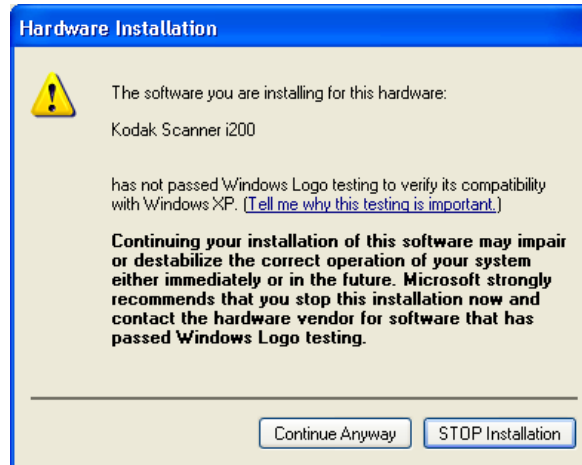 Hardware Installation
The software you are installing for this hardware:
Kodak Scanner i200
has not passed Windows Logo testing to verify its compatibility
with Windows XP. (Tell me why this testing is important.)
Continuing your installation of this software may impair
or destabilize the correct operation of your system
either immediately or in the future. Microsoft strongly
recommends that you stop this installation now and
contact the hardware vendor for software that has
passed Windows Logo testing.
Continue Anyway
STOP Installation